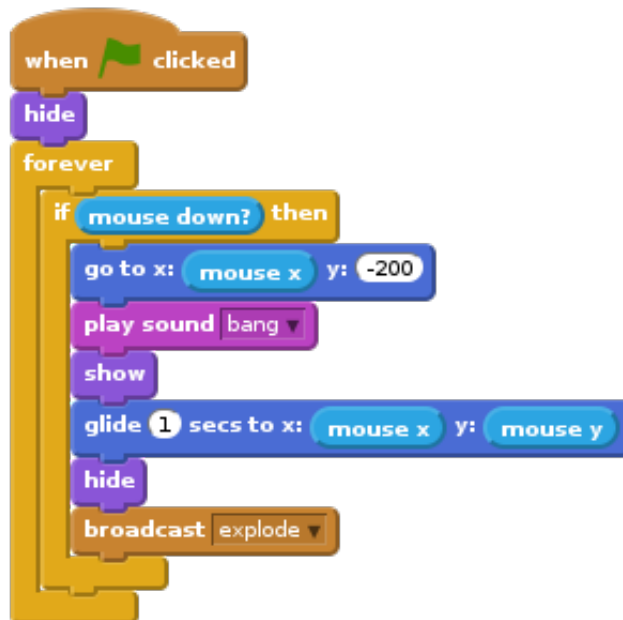 when clicked
hide
forever
if mouse down? then
go to x: mouse x y: -200
play sound bang
show
glide 1 secs to x: mouse x y: mouse y
hide
broadcast explode